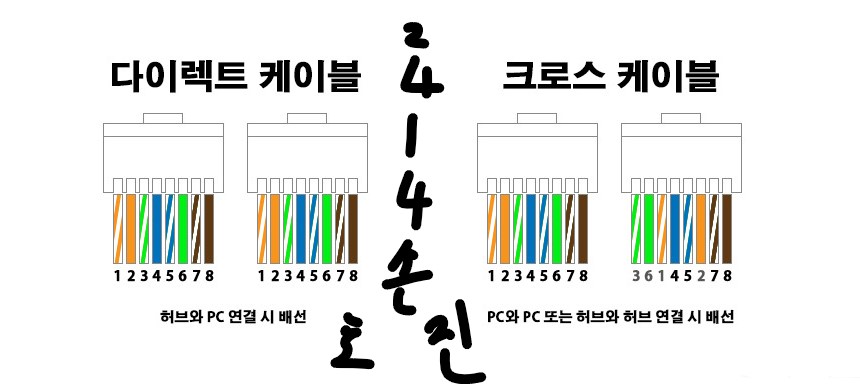 다이렉트 케이블
1 2 3 4 5 6 7 8
1 2 3 4 5 6 7 8
허브와 PC 연결 시 배선
2
4
1
4
손
호 진
크로스 케이블
1 2 3 4 5 6 7 8
3 6 1 4 5 2 7 8
PC와 PC 또는 허브와 허브 연결 시 배선